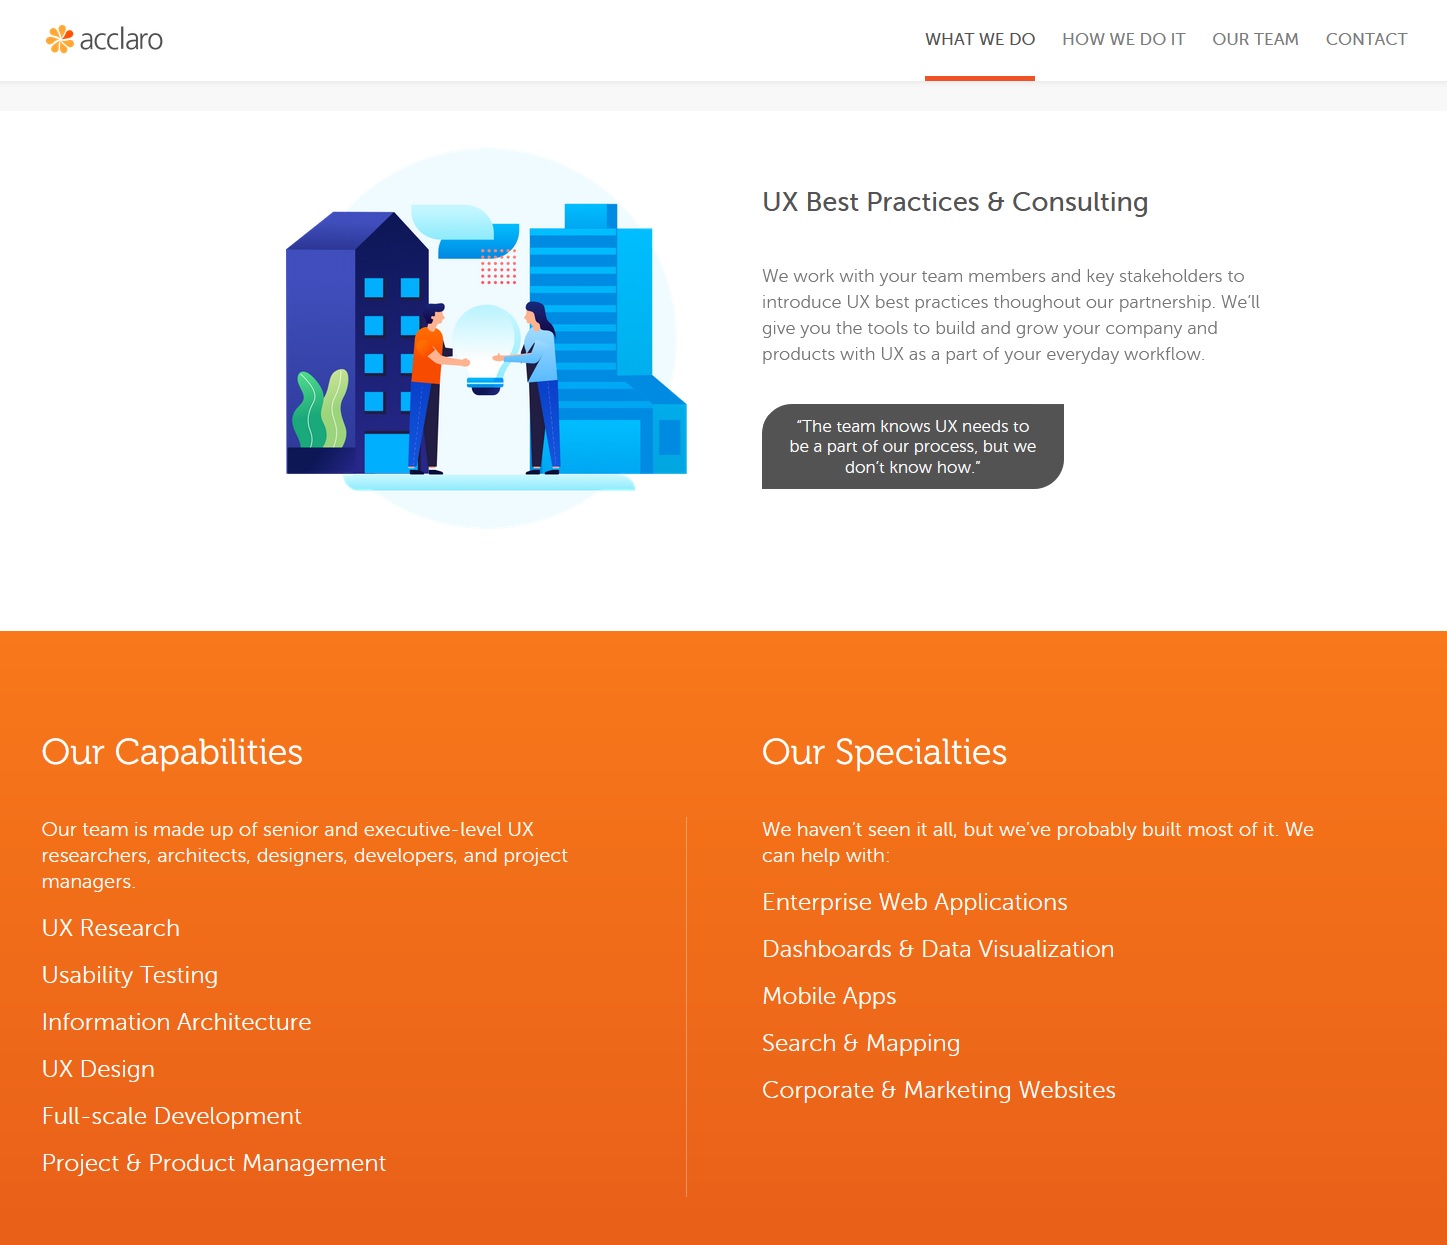 acclaro
WHAT WE DO
HOW WE DO IT
OUR TEAM
CONTACT
UX Best Practices & Consulting
We work with your team members and key stakeholders to
introduce UX best practices thoughout our partnership. We’ll
give you the tools to build and grow your company and
products with UX as a part of your everyday workflow.
“The team knows UX needs to
be a part of our process, but we
don’t know how.”
Our Capabilities
Our team is made up of senior and executive-level UX
researchers, architects, designers, developers, and project
managers.
UX Research
Usability Testing
Information Architecture
UX Design
Full-scale Development
Project & Product Management
Our Specialties
We haven’t seen it all, but we’ve probably built most of it. We
can help with:
Enterprise Web Applications
Dashboards & Data Visualization
Mobile Apps
Search & Mapping
Corporate & Marketing Websites